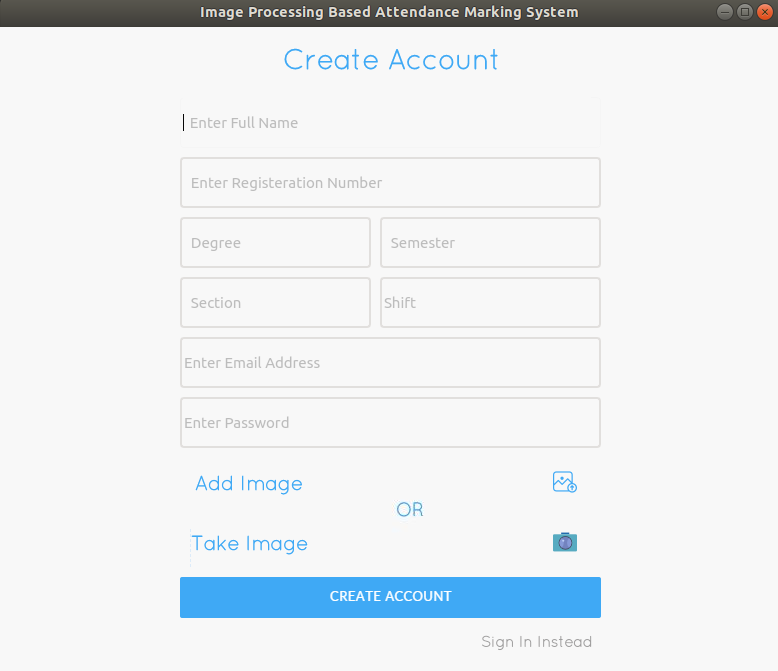 Image Processing Based Attendance Marking System
Create Account
Enter Full Name
Enter Registeration Number
Degree Semester
Section Shift
Enter Email Address
Enter Password
Add Image
OR
Take Image
CREATE ACCOUNT
Sign In Instead